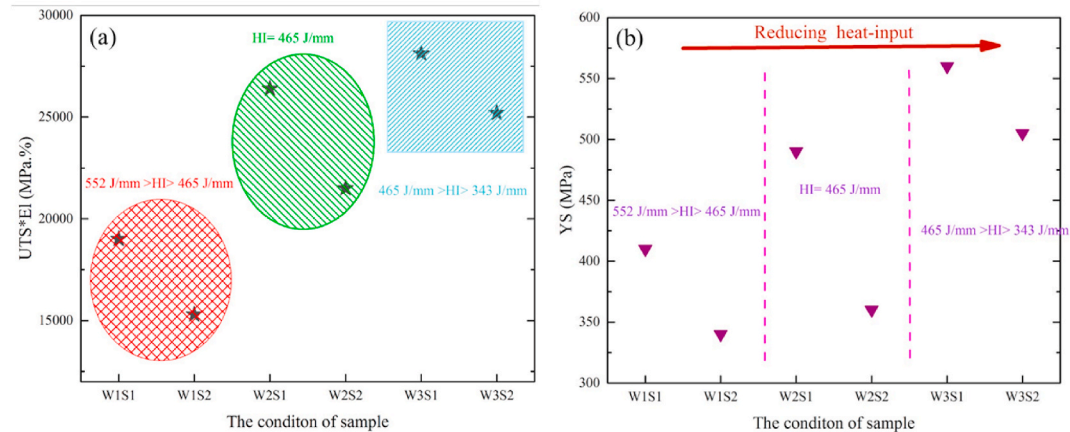 (a)
HI= 465 J/mm
552 J/mm >HI> 465 J/mm
465 J/mm >HI> 343 J/mm
UTS*El (MPa.%)
30000
25000
20000
15000
W1S1 W1S2 W2S1 W2S2 W3S1 W3S2
The conditon of sample
(b)
Reducing heat-input
HI= 465 J/mm
552 J/mm >HI> 465 J/mm
465 J/mm >HI> 343 J/mm
YS (MPa)
600
550
500
450
400
350
300
W1S1 W1S2 W2S1 W2S2 W3S1 W3S2
The conditon of sample